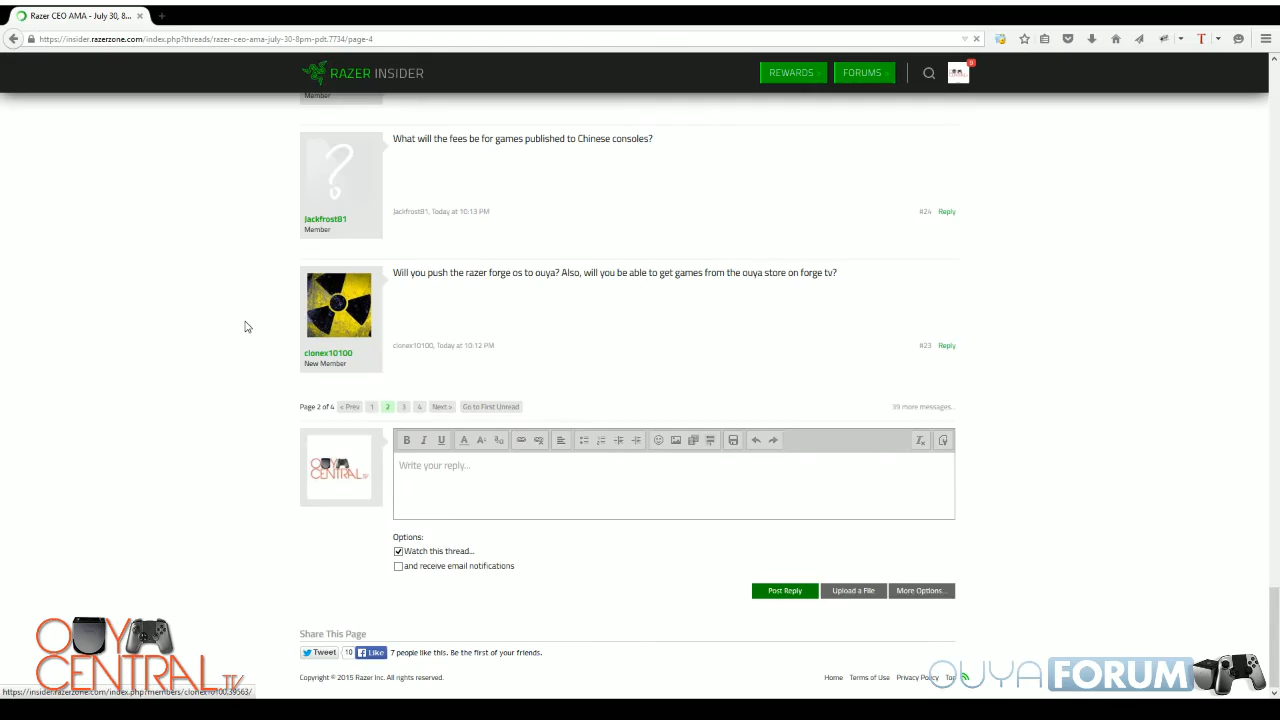 Razer CEO AMA - July 30, 8...
https://insider.razerzone.com/index.php?threads/razer-ceo-ama-july-30-8pm-pdt.7734/page-4
RAZER INSIDER
REWARDS
FORUMS
Member
What will the fees be for games published to Chinese consoles?
Jackfrost81
Member
Jackfrost81, Today at 10:13 PM
#24 Reply
Will you push the razer forge os to ouya? Also, will you be able to get games from the ouya store on forge tv?
clonex10100
New Member
clonex10100, Today at 10:12 PM
#23 Reply
Page 2 of 4 < Prev 1 2 3 4 Next > Go to First Unread
39 more messages...
OUYA CENTRAL TV
Write your reply...
Options:
Watch this thread...
and receive email notifications
Post Reply Upload a File More Options...
Share This Page
Tweet 10 Like 7 people like this. Be the first of your friends.
Copyright © 2015 Razer Inc. All rights reserved.
Home Terms of Use Privacy Policy Top
OUYA
CENTRAL TV
OUYAFORUM